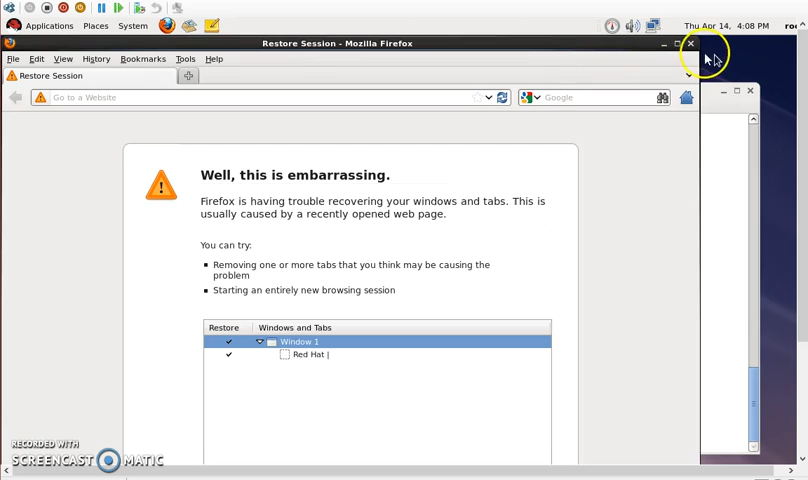 Applications Places System
Thu Apr 14, 4:08 PM
Restore Session - Mozilla Firefox
File Edit View History Bookmarks Tools Help
Restore Session
Go to a Website
Google
Well, this is embarrassing.
Firefox is having trouble recovering your windows and tabs. This is
usually caused by a recently opened web page.
You can try:
Removing one or more tabs that you think may be causing the
problem
Starting an entirely new browsing session
Restore Windows and Tabs
Window 1
Red Hat |
RECORDED WITH
SCREENCAST MATIC